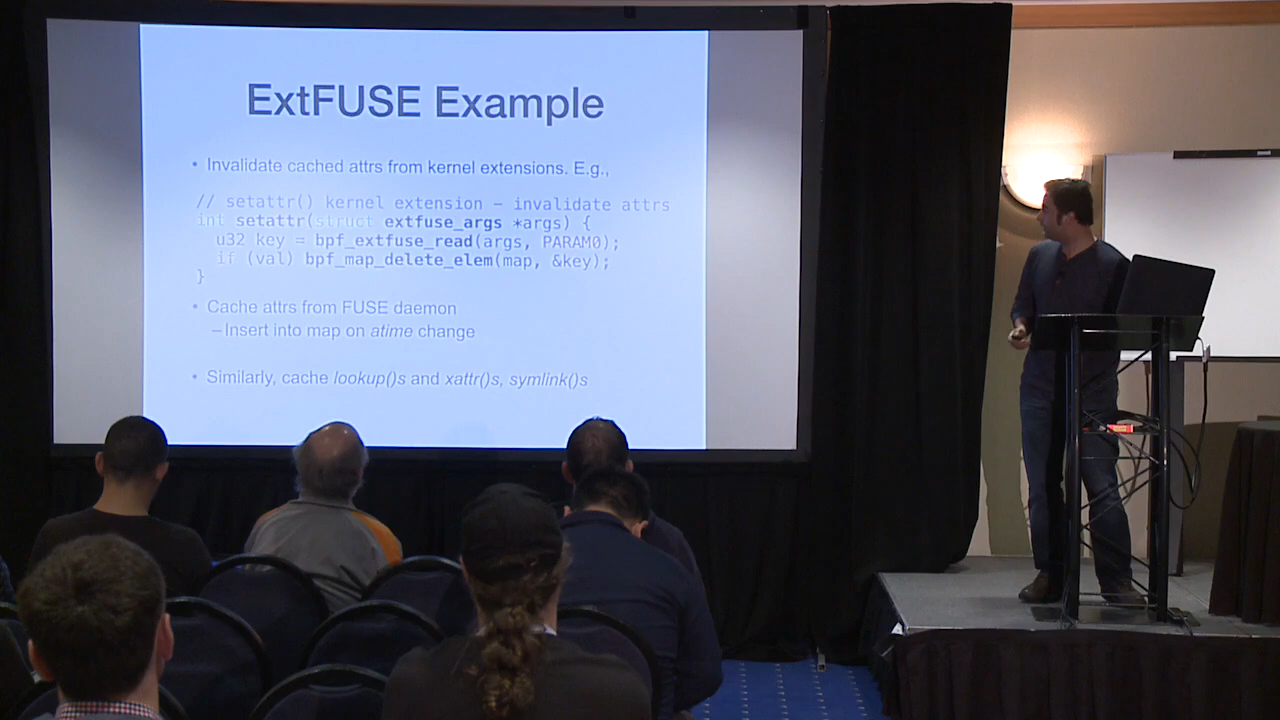 ExtFUSE Example
• Invalidate cached attrs from kernel extensions. E.g.,
// setattr() kernel extension – invalidate attrs
int setattr(struct extfuse_args *args) {
u32 key = bpf_extfuse_read(args, PARAM0);
if (val) bpf_map_delete_elem(map, &key);
}
• Cache attrs from FUSE daemon
– Insert into map on atime change
• Similarly, cache lookup()s and xattr()s, symlink()s